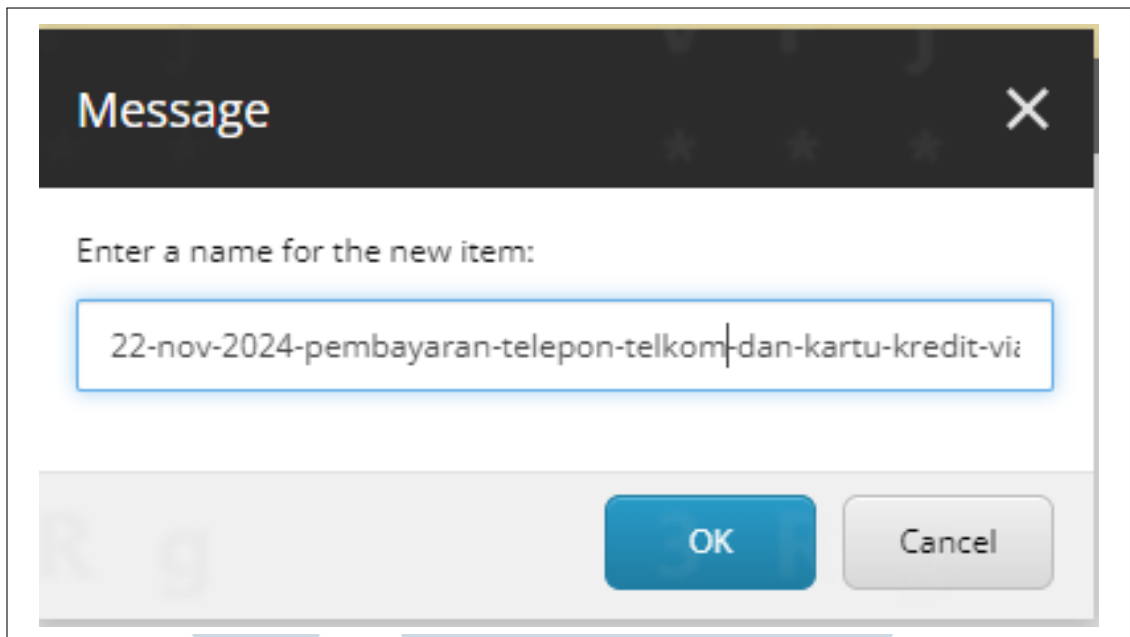 Message
Enter a name for the new item:
22-nov-2024-pembayaran-telepon-telkom-dan-kartu-kredit-via
OK
Cancel